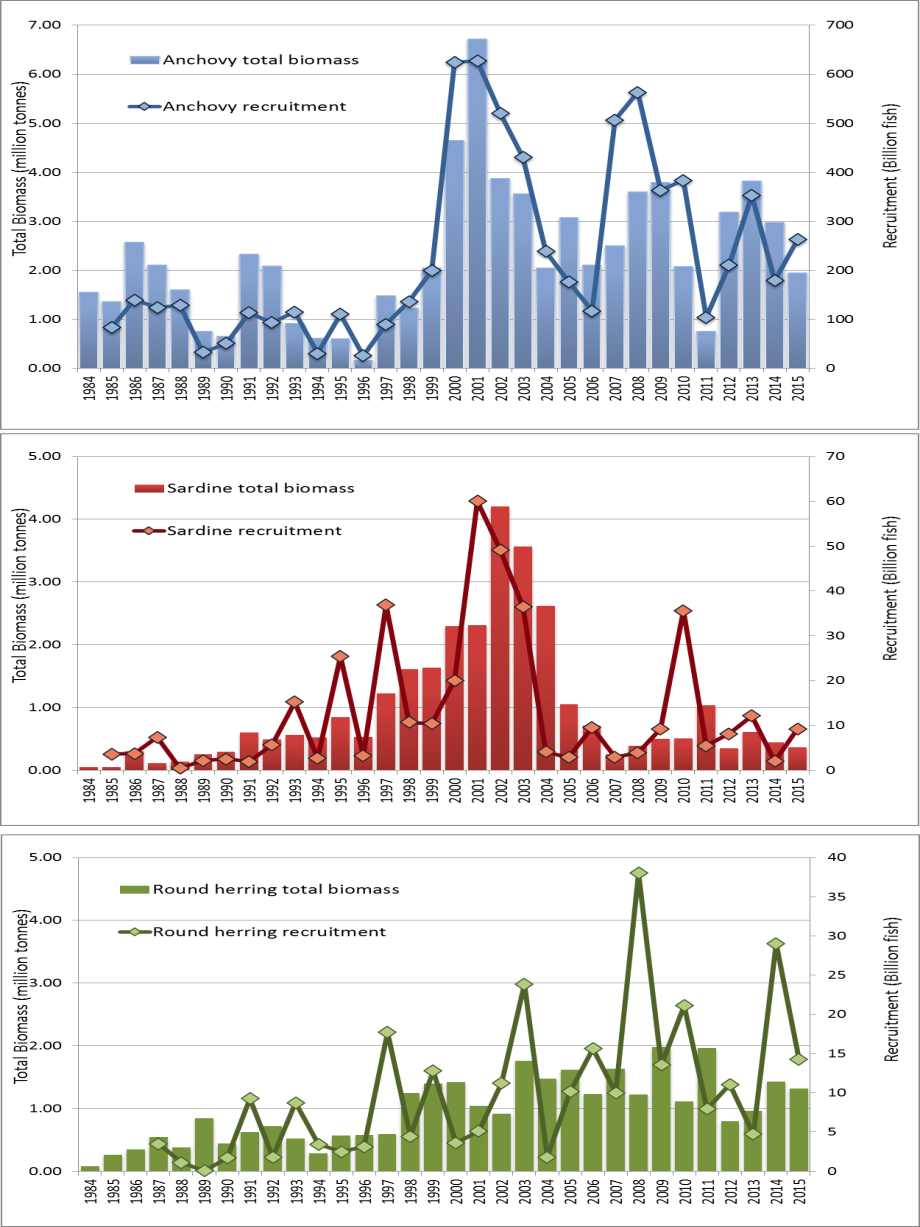 7.00 700
Anchovy total biomass
6.00 600
Anchovy recruitment
5.00 500
4.00 400
3.00 300
2.00 200
1.00 100
0.00 0
Total Biomass (million tonnes)
Recruitment (Billion fish)
1984 1985 1986 1987 1988 1989 1990 1991 1992 1993 1994 1995 1996 1997 1998 1999 2000 2001 2002 2003 2004 2005 2006 2007 2008 2009 2010 2011 2012 2013 2014 2015
5.00 70
Sardine total biomass
60
4.00
Sardine recruitment
50
3.00 40
2.00 30
20
1.00
10
0.00 0
Total Biomass (million tonnes)
Recruitment (Billion fish)
1984 1985 1986 1987 1988 1989 1990 1991 1992 1993 1994 1995 1996 1997 1998 1999 2000 2001 2002 2003 2004 2005 2006 2007 2008 2009 2010 2011 2012 2013 2014 2015
5.00 40
Round herring total biomass
35
4.00
Round herring recruitment
30
3.00 25
20
2.00
15
1.00 10
5
0.00 0
Total Biomass (million tonnes)
Recruitment (Billion fish)
1984 1985 1986 1987 1988 1989 1990 1991 1992 1993 1994 1995 1996 1997 1998 1999 2000 2001 2002 2003 2004 2005 2006 2007 2008 2009 2010 2011 2012 2013 2014 2015